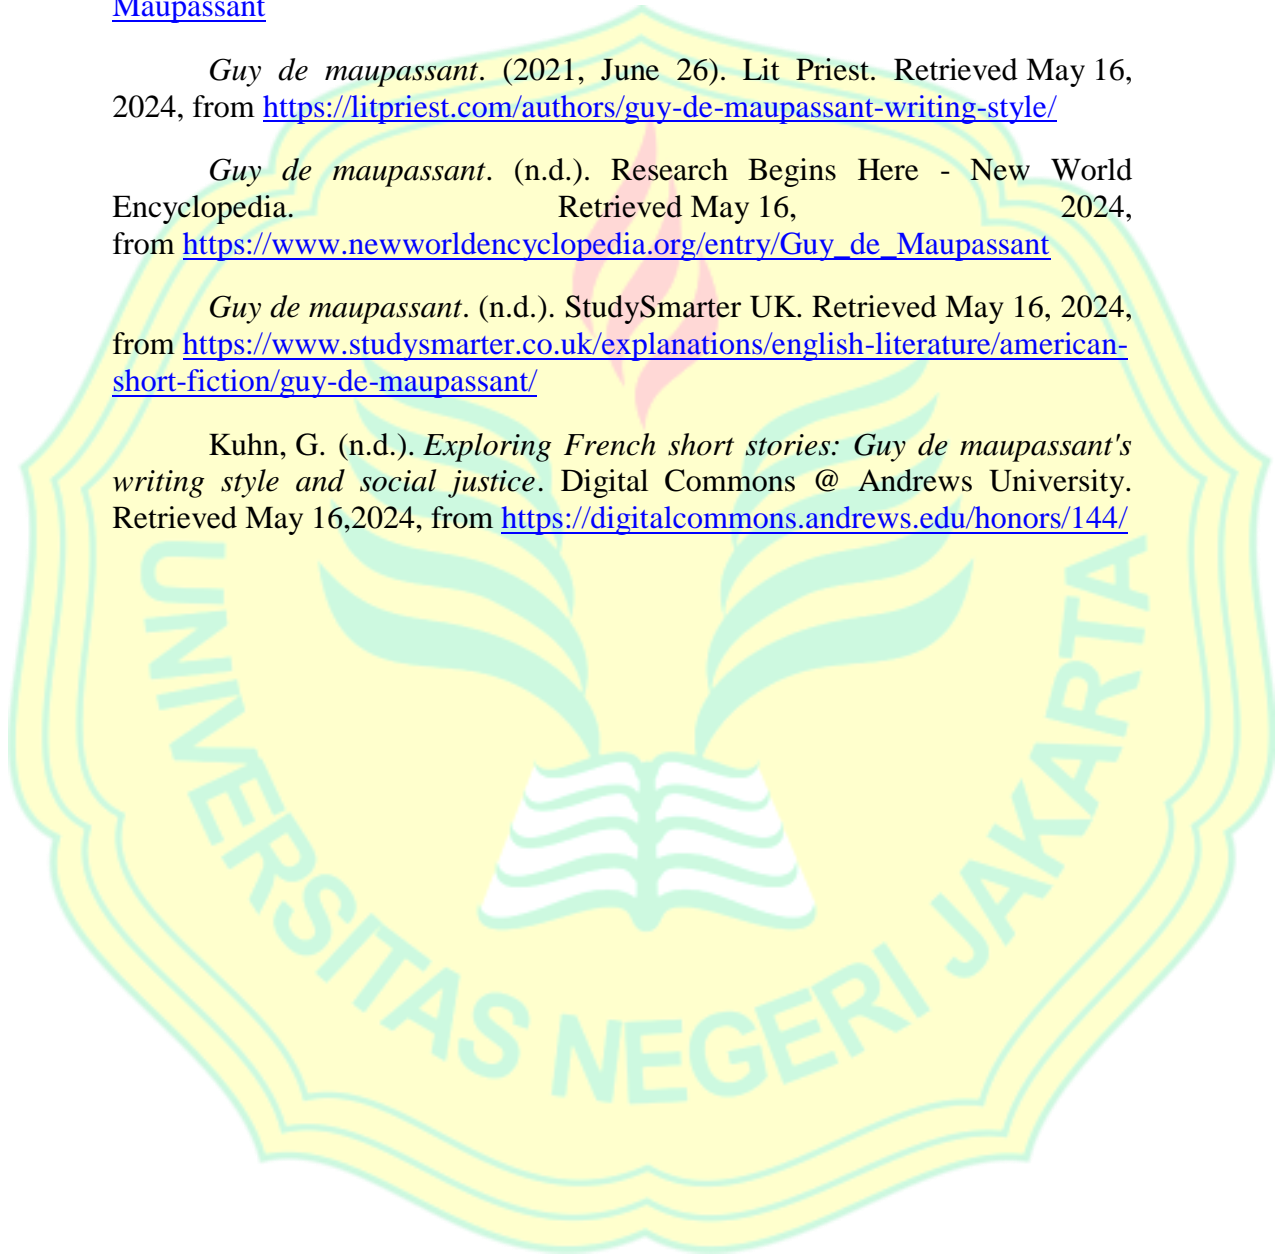 Maupassant
Guy de maupassant. (2021, June 26). Lit Priest. Retrieved May 16,
2024, from https://litpriest.com/authors/guy-de-maupassant-writing-style/
Guy de maupassant. (n.d.). Research Begins Here - New World
Encyclopedia. Retrieved May 16, 2024,
from https://www.newworldencyclopedia.org/entry/Guy_de_Maupassant
Guy de maupassant. (n.d.). StudySmarter UK. Retrieved May 16, 2024,
from https://www.studysmarter.co.uk/explanations/english-literature/american-
short-fiction/guy-de-maupassant/
Kuhn, G. (n.d.). Exploring French short stories: Guy de maupassant's
writing style and social justice. Digital Commons @ Andrews University.
Retrieved May 16,2024, from https://digitalcommons.andrews.edu/honors/144/
UNIVERSITAS NEGERI JAKARTA